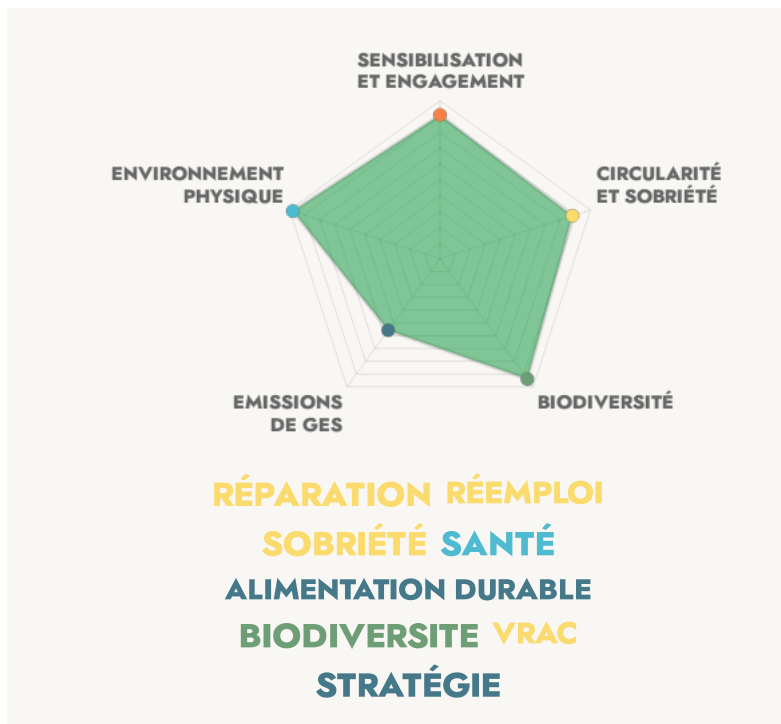 SENSIBILISATION
ET ENGAGEMENT
ENVIRONNEMENT
PHYSIQUE
CIRCULARITÉ
ET SOBRIÉTÉ
EMISSIONS
DE GES
BIODIVERSITÉ
RÉPARATION RÉEMPLOI
SOBRIÉTÉ SANTÉ
ALIMENTATION DURABLE
BIODIVERSITE VRAC
STRATÉGIE